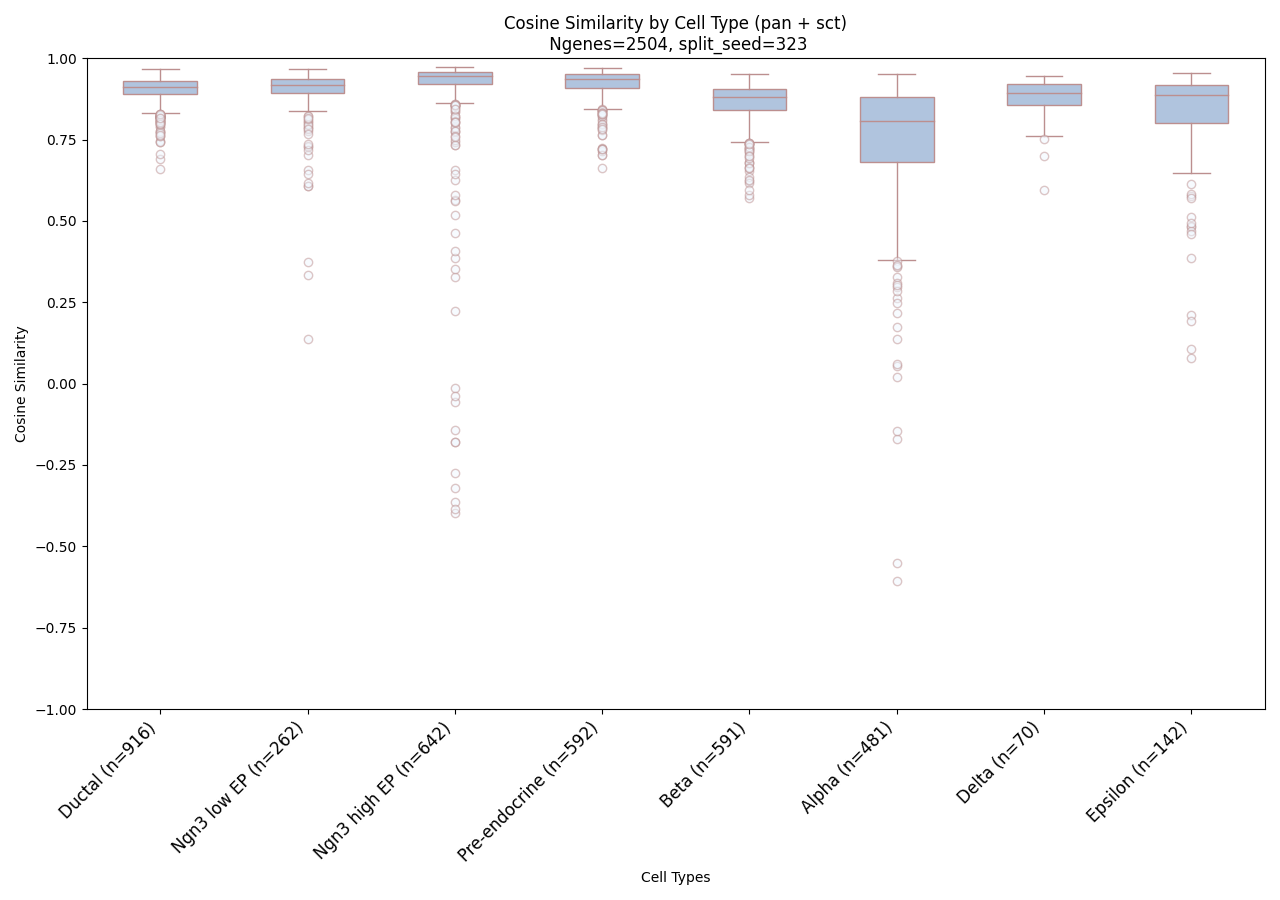 Cosine Similarity by Cell Type (pan + sct)
Ngenes=2504, split_seed=323
1.00
0.75
0.50
0.25
0.00
−0.25
−0.50
−0.75
−1.00
Cosine Similarity
Ductal (n=916)
Ngn3 low EP (n=262)
Ngn3 high EP (n=642)
Pre-endocrine (n=592)
Beta (n=591)
Alpha (n=481)
Delta (n=70)
Epsilon (n=142)
Cell Types